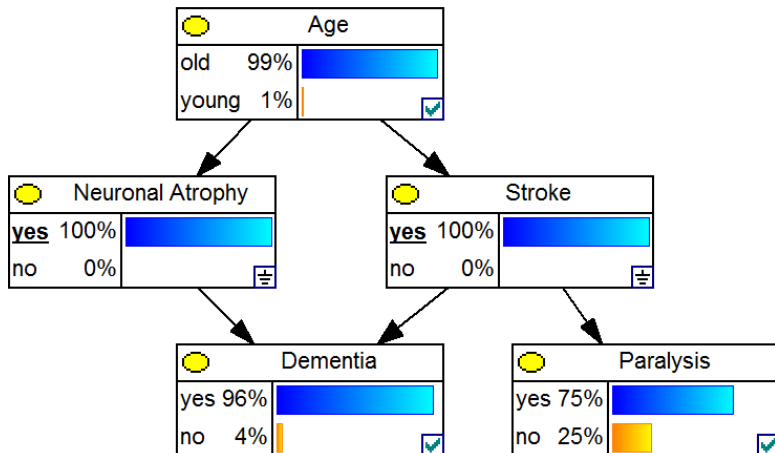 Age
old 99%
young 1%
Neuronal Atrophy
yes 100%
no 0%
Stroke
yes 100%
no 0%
Dementia
yes 96%
no 4%
Paralysis
yes 75%
no 25%